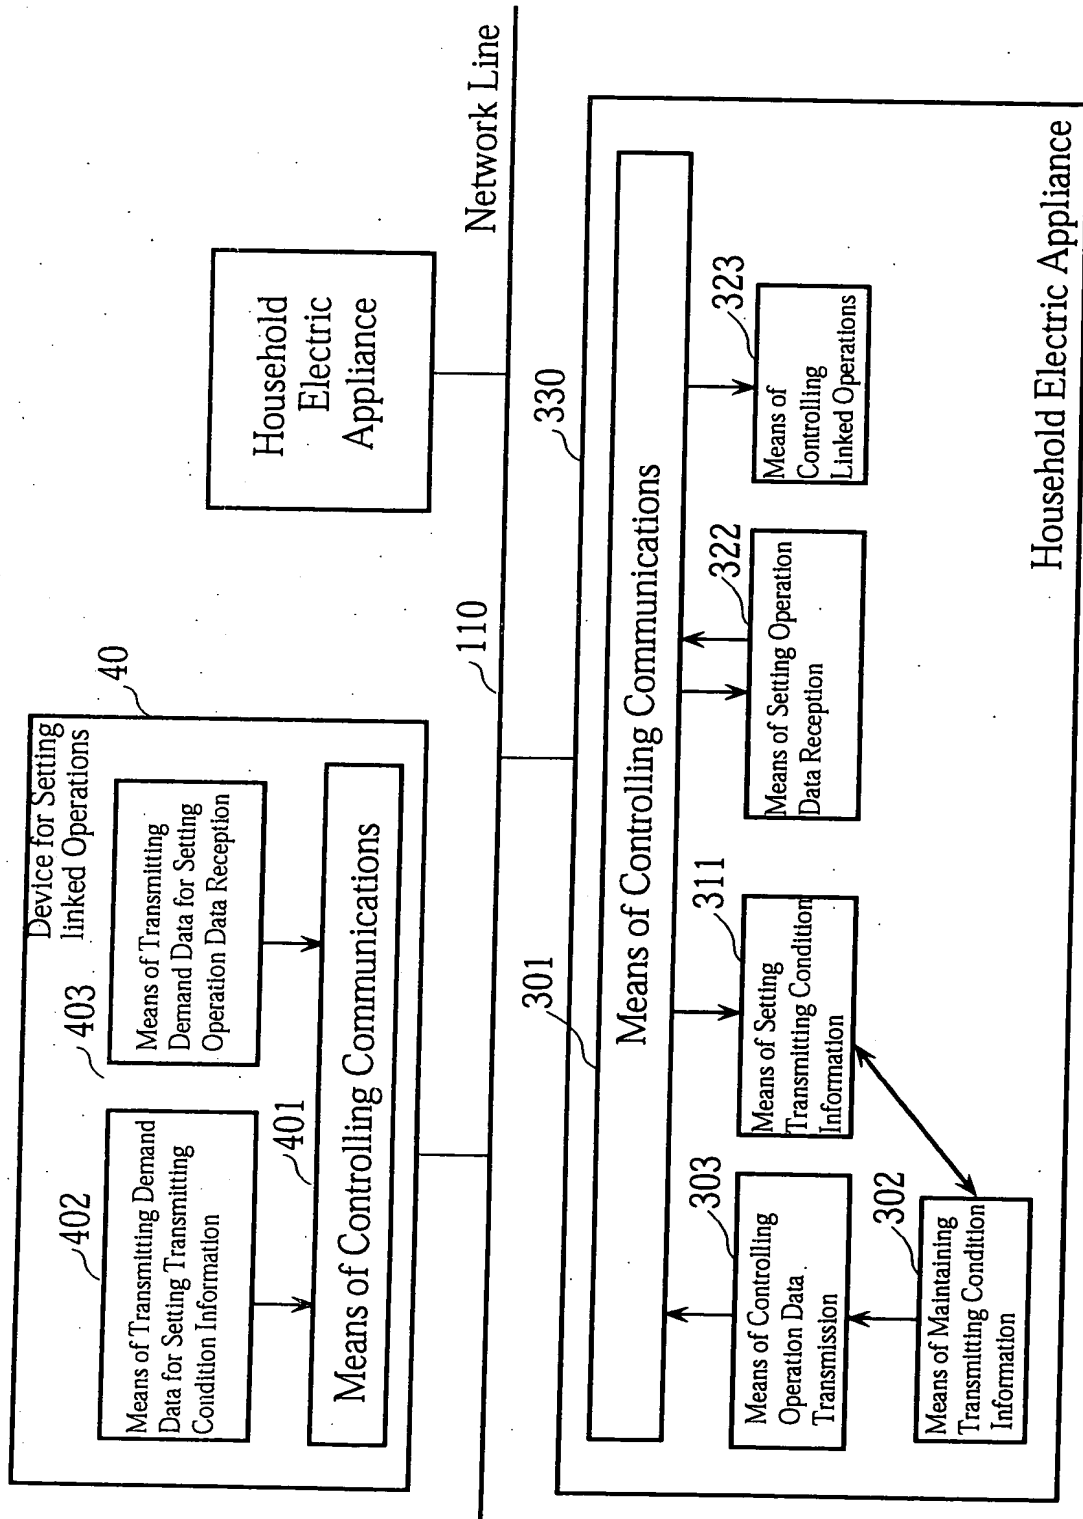 Device for Setting
linked Operations
40
402
Means of Transmitting Demand
Data for Setting Transmitting
Condition Information
403
Means of Transmitting
Demand Data for Setting
Operation Data Reception
401
Means of Controlling Communications
Household
Electric
Appliance
110
Network Line
330
301
Means of Controlling Communications
303
Means of Controlling
Operation Data
Transmission
311
Means of Setting
Transmitting Condition
Information
322
Means of Setting Operation
Data Reception
323
Means of
Controlling
Linked Operations
302
Means of Maintaining
Transmitting Condition
Information
Household Electric Appliance